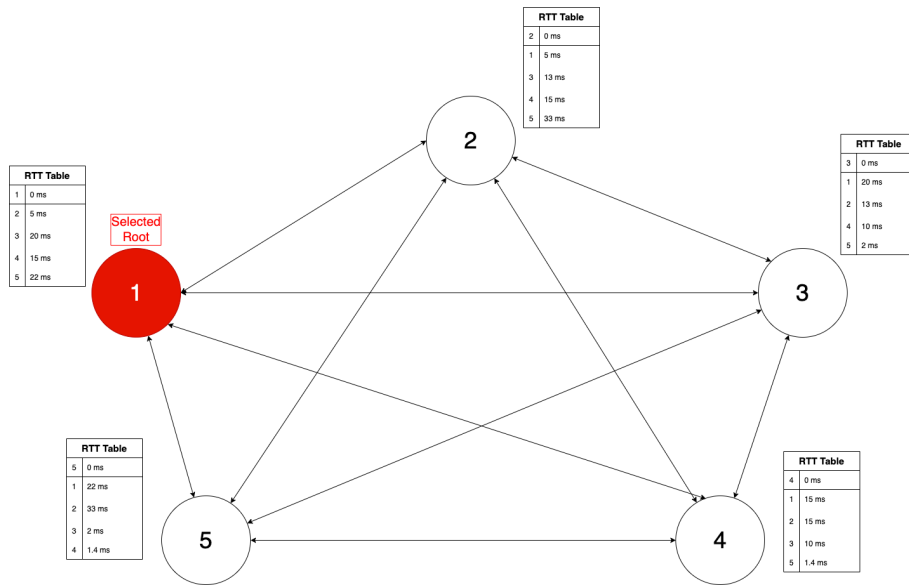 RTT Table
2 0 ms
1 5 ms
3 13 ms
4 15 ms
5 33 ms
2
RTT Table
3 0 ms
1 20 ms
2 13 ms
4 10 ms
5 2 ms
RTT Table
1 0 ms
2 5 ms
3 20 ms
4 15 ms
5 22 ms
Selected
Root
1
3
RTT Table
5 0 ms
1 22 ms
2 33 ms
3 2 ms
4 1.4 ms
5
4
RTT Table
4 0 ms
1 15 ms
2 15 ms
3 10 ms
5 1.4 ms